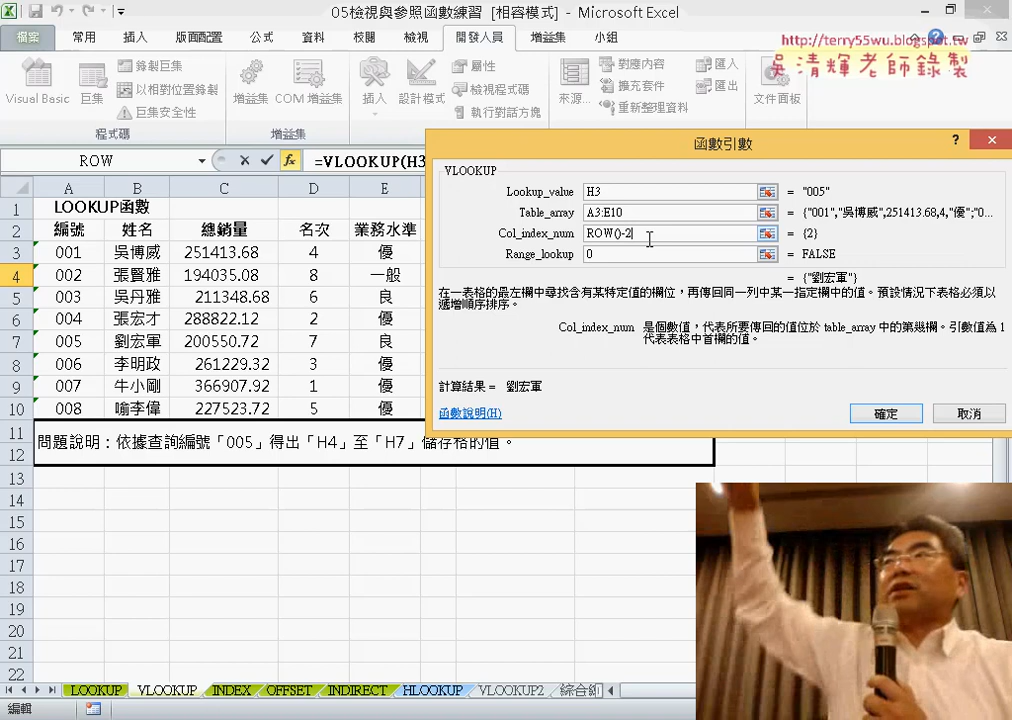 05檢視與參照函數練習 [相容模式] - Microsoft Excel
檔案 常用 插入 版面配置 公式 資料 校閱 檢視 開發人員 增益集 小組
http://terry55wu.blogspot.tw
吳清輝老師錄製
Visual Basic 巨集 錄製巨集 以相對位置錄製 巨集安全性
增益集 COM 增益集 插入 設計模式 屬性 檢視程式碼 執行對話方塊
來源 對應內容 擴充套件 重新整理資料 匯入 匯出 文件面板
程式碼 增益集
ROW =VLOOKUP(H3
函數引數
VLOOKUP
Lookup_value H3 = "005"
Table_array A3:E10 = {"001","吳博威",251413.68,4,"優";"0...
Col_index_num ROW()-2 = {2}
Range_lookup 0 = FALSE
= {"劉宏軍"}
在一表格的最左欄中尋找含有某特定值的欄位，再傳回同一列中某一指定欄中的值。預設情況下表格必須以
遞增順序排序。
Col_index_num 是個數值，代表所要傳回的值位於 table_array 中的第幾欄。引數值為 1
代表表格中首欄的值。
計算結果 = 劉宏軍
函數說明(H) 確定 取消
A B C D E
1 LOOKUP函數
2 編號 姓名 總銷量 名次 業務水準
3 001 吳博威 251413.68 4 優
4 002 張賢雅 194035.08 8 一般
5 003 吳丹雅 211348.68 6 良
6 004 張宏才 288822.12 2 優
7 005 劉宏軍 200550.72 7 良
8 006 李明政 261229.32 3 優
9 007 牛小剛 366907.92 1 優
10 008 喻李偉 227523.72 5 優
11 問題說明：依據查詢編號「005」得出「H4」至「H7」儲存格的值。
12
13
14
15
16
17
18
19
20
21
22
LOOKUP VLOOKUP INDEX OFFSET INDIRECT HLOOKUP VLOOKUP2 綜合
編輯